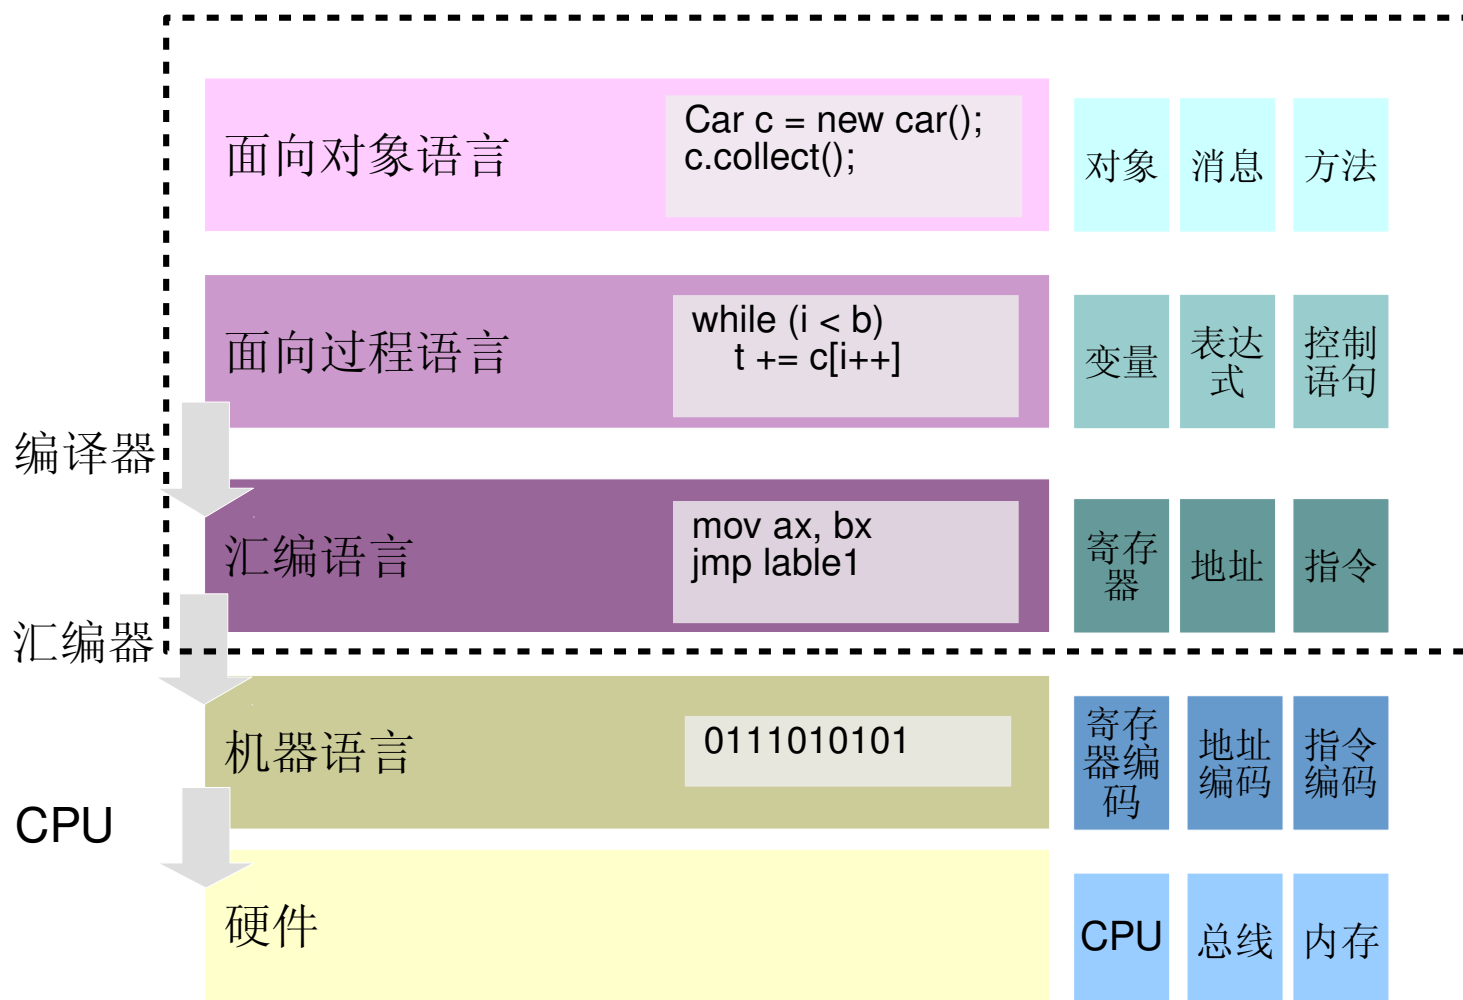 面向对象语言
Car c = new car();
c.collect();
对象
消息
方法
面向过程语言
while (i < b)
t += c[i++]
变量
表达
式
控制
语句
编译器
汇编语言
mov ax, bx
jmp lable1
寄存
器
地址
指令
汇编器
机器语言
0111010101
寄存
器编
码
地址
编码
指令
编码
CPU
硬件
CPU
总线
内存